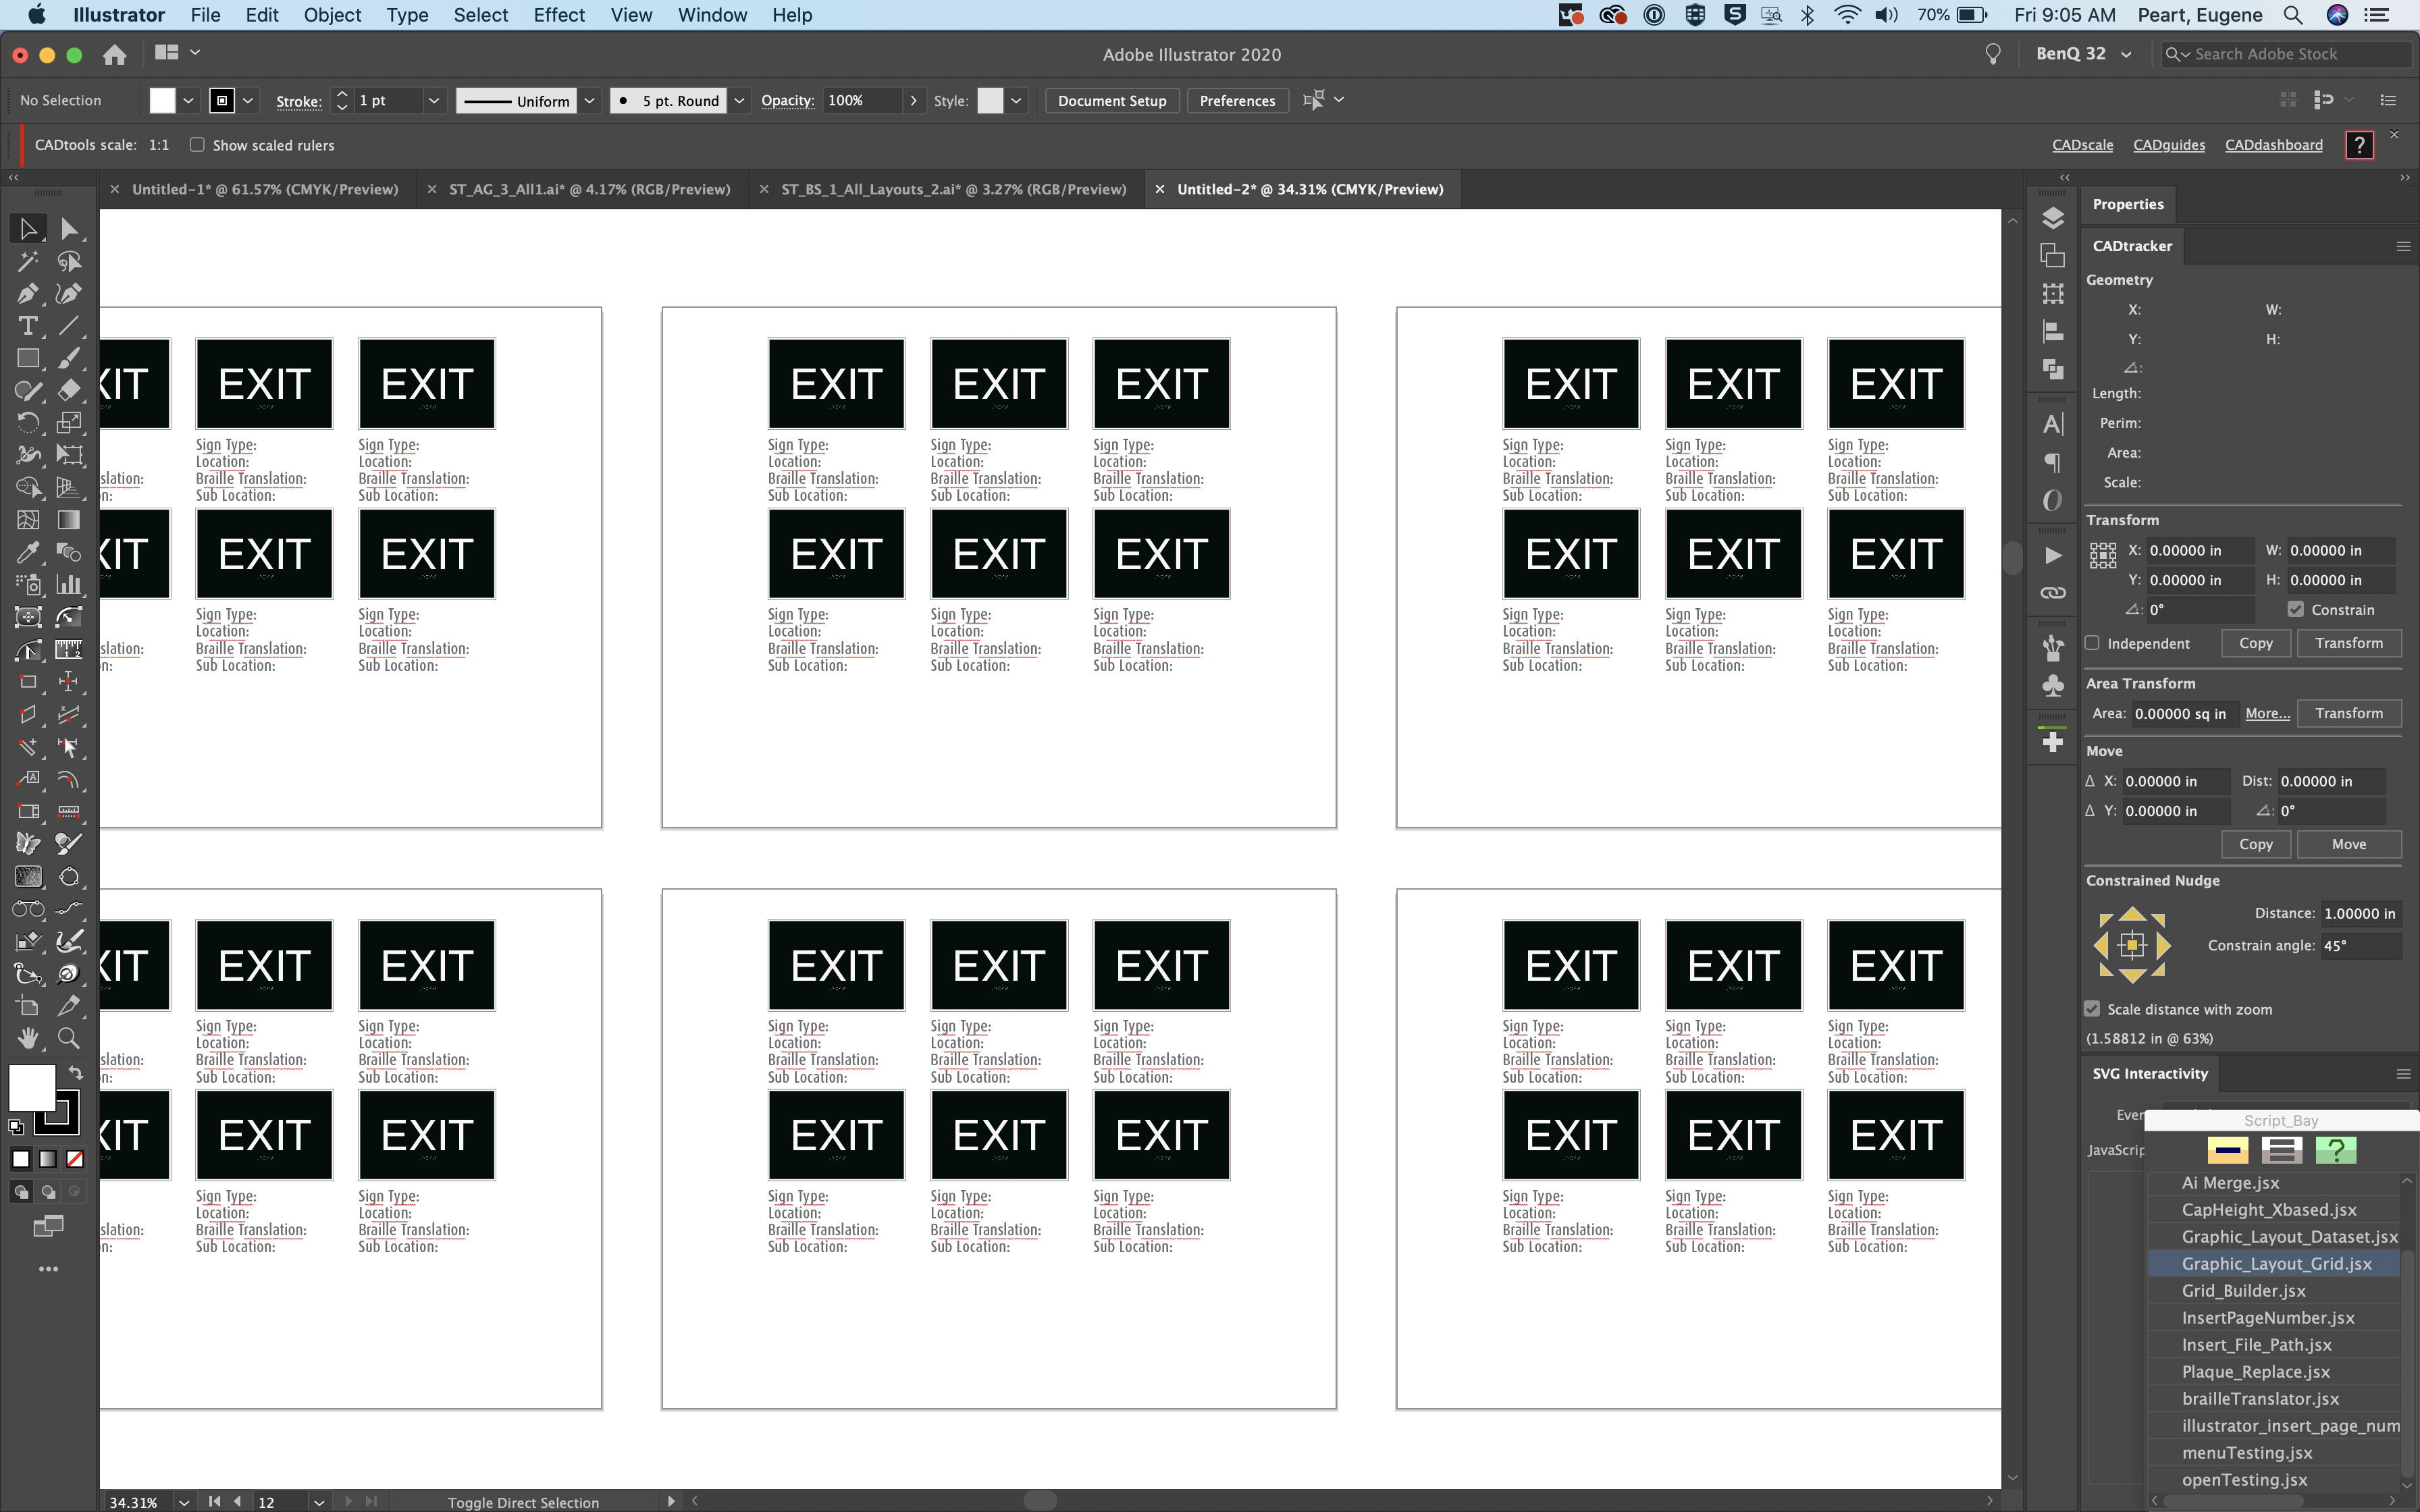 Illustrator File Edit Object Type Select Effect View Window Help 70% Fri 9:05 AM Peart, Eugene
Adobe Illustrator 2020 BenQ 32 Search Adobe Stock
No Selection Stroke: 1 pt Uniform 5 pt. Round Opacity: 100% Style: Document Setup Preferences
CADtools scale: 1:1 Show scaled rulers CADscale CADguides CADdashboard ?
Untitled-1* @ 61.57% (CMYK/Preview) ST_AG_3_All1.ai* @ 4.17% (RGB/Preview) ST_BS_1_All_Layouts_2.ai* @ 3.27% (RGB/Preview) Untitled-2* @ 34.31% (CMYK/Preview)
XIT EXIT EXIT EXIT EXIT EXIT EXIT EXIT EXIT
Sign Type: Sign Type: Sign Type: Sign Type: Sign Type: Sign Type: Sign Type: Sign Type:
Location: Location: Location: Location: Location: Location: Location: Location:
slation: Braille Translation: Braille Translation: Braille Translation: Braille Translation: Braille Translation: Braille Translation: Braille Translation: Braille Translation:
n: Sub Location: Sub Location: Sub Location: Sub Location: Sub Location: Sub Location: Sub Location: Sub Location:
XIT EXIT EXIT EXIT EXIT EXIT EXIT EXIT EXIT
Sign Type: Sign Type: Sign Type: Sign Type: Sign Type: Sign Type: Sign Type: Sign Type:
Location: Location: Location: Location: Location: Location: Location: Location:
slation: Braille Translation: Braille Translation: Braille Translation: Braille Translation: Braille Translation: Braille Translation: Braille Translation: Braille Translation:
n: Sub Location: Sub Location: Sub Location: Sub Location: Sub Location: Sub Location: Sub Location: Sub Location:
XIT EXIT EXIT EXIT EXIT EXIT EXIT EXIT EXIT
Sign Type: Sign Type: Sign Type: Sign Type: Sign Type: Sign Type: Sign Type: Sign Type:
Location: Location: Location: Location: Location: Location: Location: Location:
slation: Braille Translation: Braille Translation: Braille Translation: Braille Translation: Braille Translation: Braille Translation: Braille Translation: Braille Translation:
n: Sub Location: Sub Location: Sub Location: Sub Location: Sub Location: Sub Location: Sub Location: Sub Location:
XIT EXIT EXIT EXIT EXIT EXIT EXIT EXIT EXIT
Sign Type: Sign Type: Sign Type: Sign Type: Sign Type: Sign Type: Sign Type: Sign Type:
Location: Location: Location: Location: Location: Location: Location: Location:
slation: Braille Translation: Braille Translation: Braille Translation: Braille Translation: Braille Translation: Braille Translation: Braille Translation: Braille Translation:
n: Sub Location: Sub Location: Sub Location: Sub Location: Sub Location: Sub Location: Sub Location: Sub Location:
34.31% 12 Toggle Direct Selection
Properties
CADtracker
Geometry
X: W:
Y: H:
Length:
Perim:
Area:
Scale:
Transform
X: 0.00000 in W: 0.00000 in
Y: 0.00000 in H: 0.00000 in
0° Constrain
Independent Copy Transform
Area Transform
Area: 0.00000 sq in More... Transform
Move
Δ X: 0.00000 in Dist: 0.00000 in
Δ Y: 0.00000 in 0°
Copy Move
Constrained Nudge
Distance: 1.00000 in
Constrain angle: 45°
Scale distance with zoom
(1.58812 in @ 63%)
SVG Interactivity
Even
JavaScrip
Script_Bay
?
Ai Merge.jsx
CapHeight_Xbased.jsx
Graphic_Layout_Dataset.jsx
Graphic_Layout_Grid.jsx
Grid_Builder.jsx
InsertPageNumber.jsx
Insert_File_Path.jsx
Plaque_Replace.jsx
brailleTranslator.jsx
illustrator_insert_page_num
menuTesting.jsx
openTesting.jsx